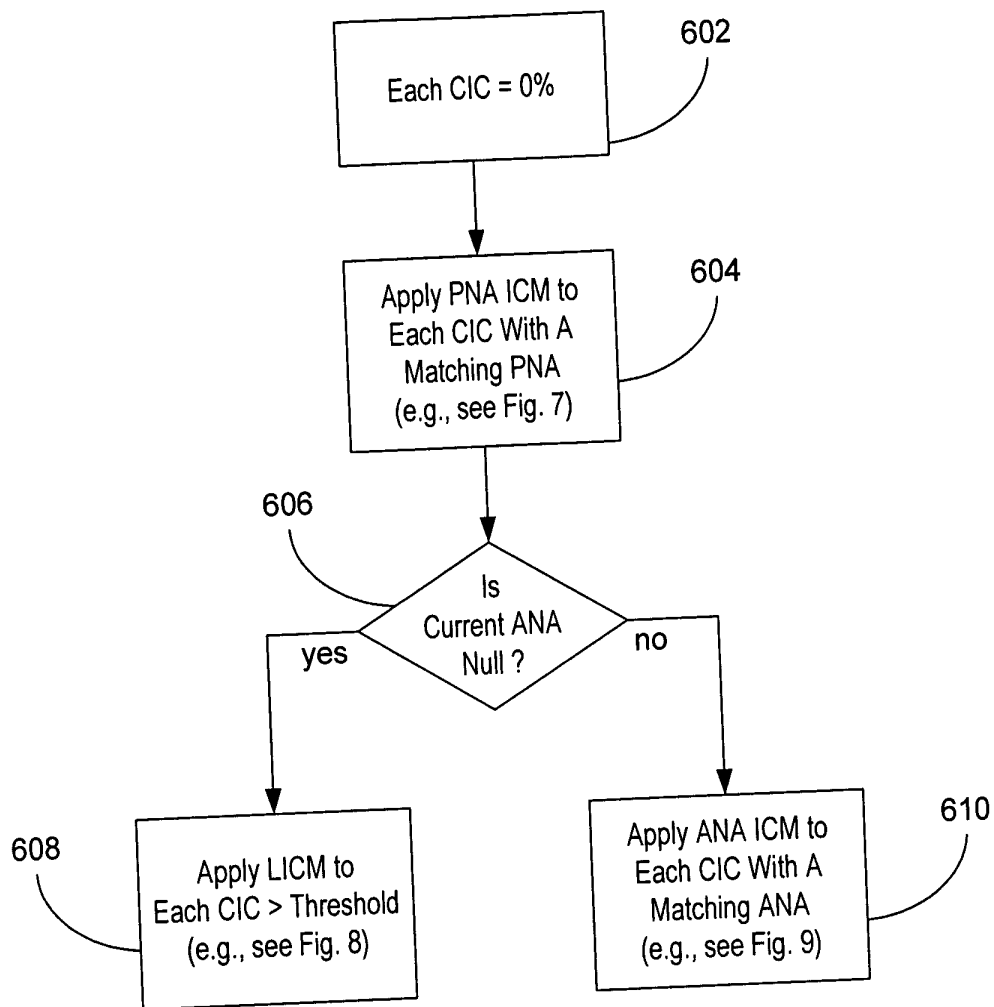 602
Each CIC = 0%
604
Apply PNA ICM to
Each CIC With A
Matching PNA
(e.g., see Fig. 7)
606
Is
Current ANA
Null ?
yes
no
608
Apply LICM to
Each CIC > Threshold
(e.g., see Fig. 8)
610
Apply ANA ICM to
Each CIC With A
Matching ANA
(e.g., see Fig. 9)